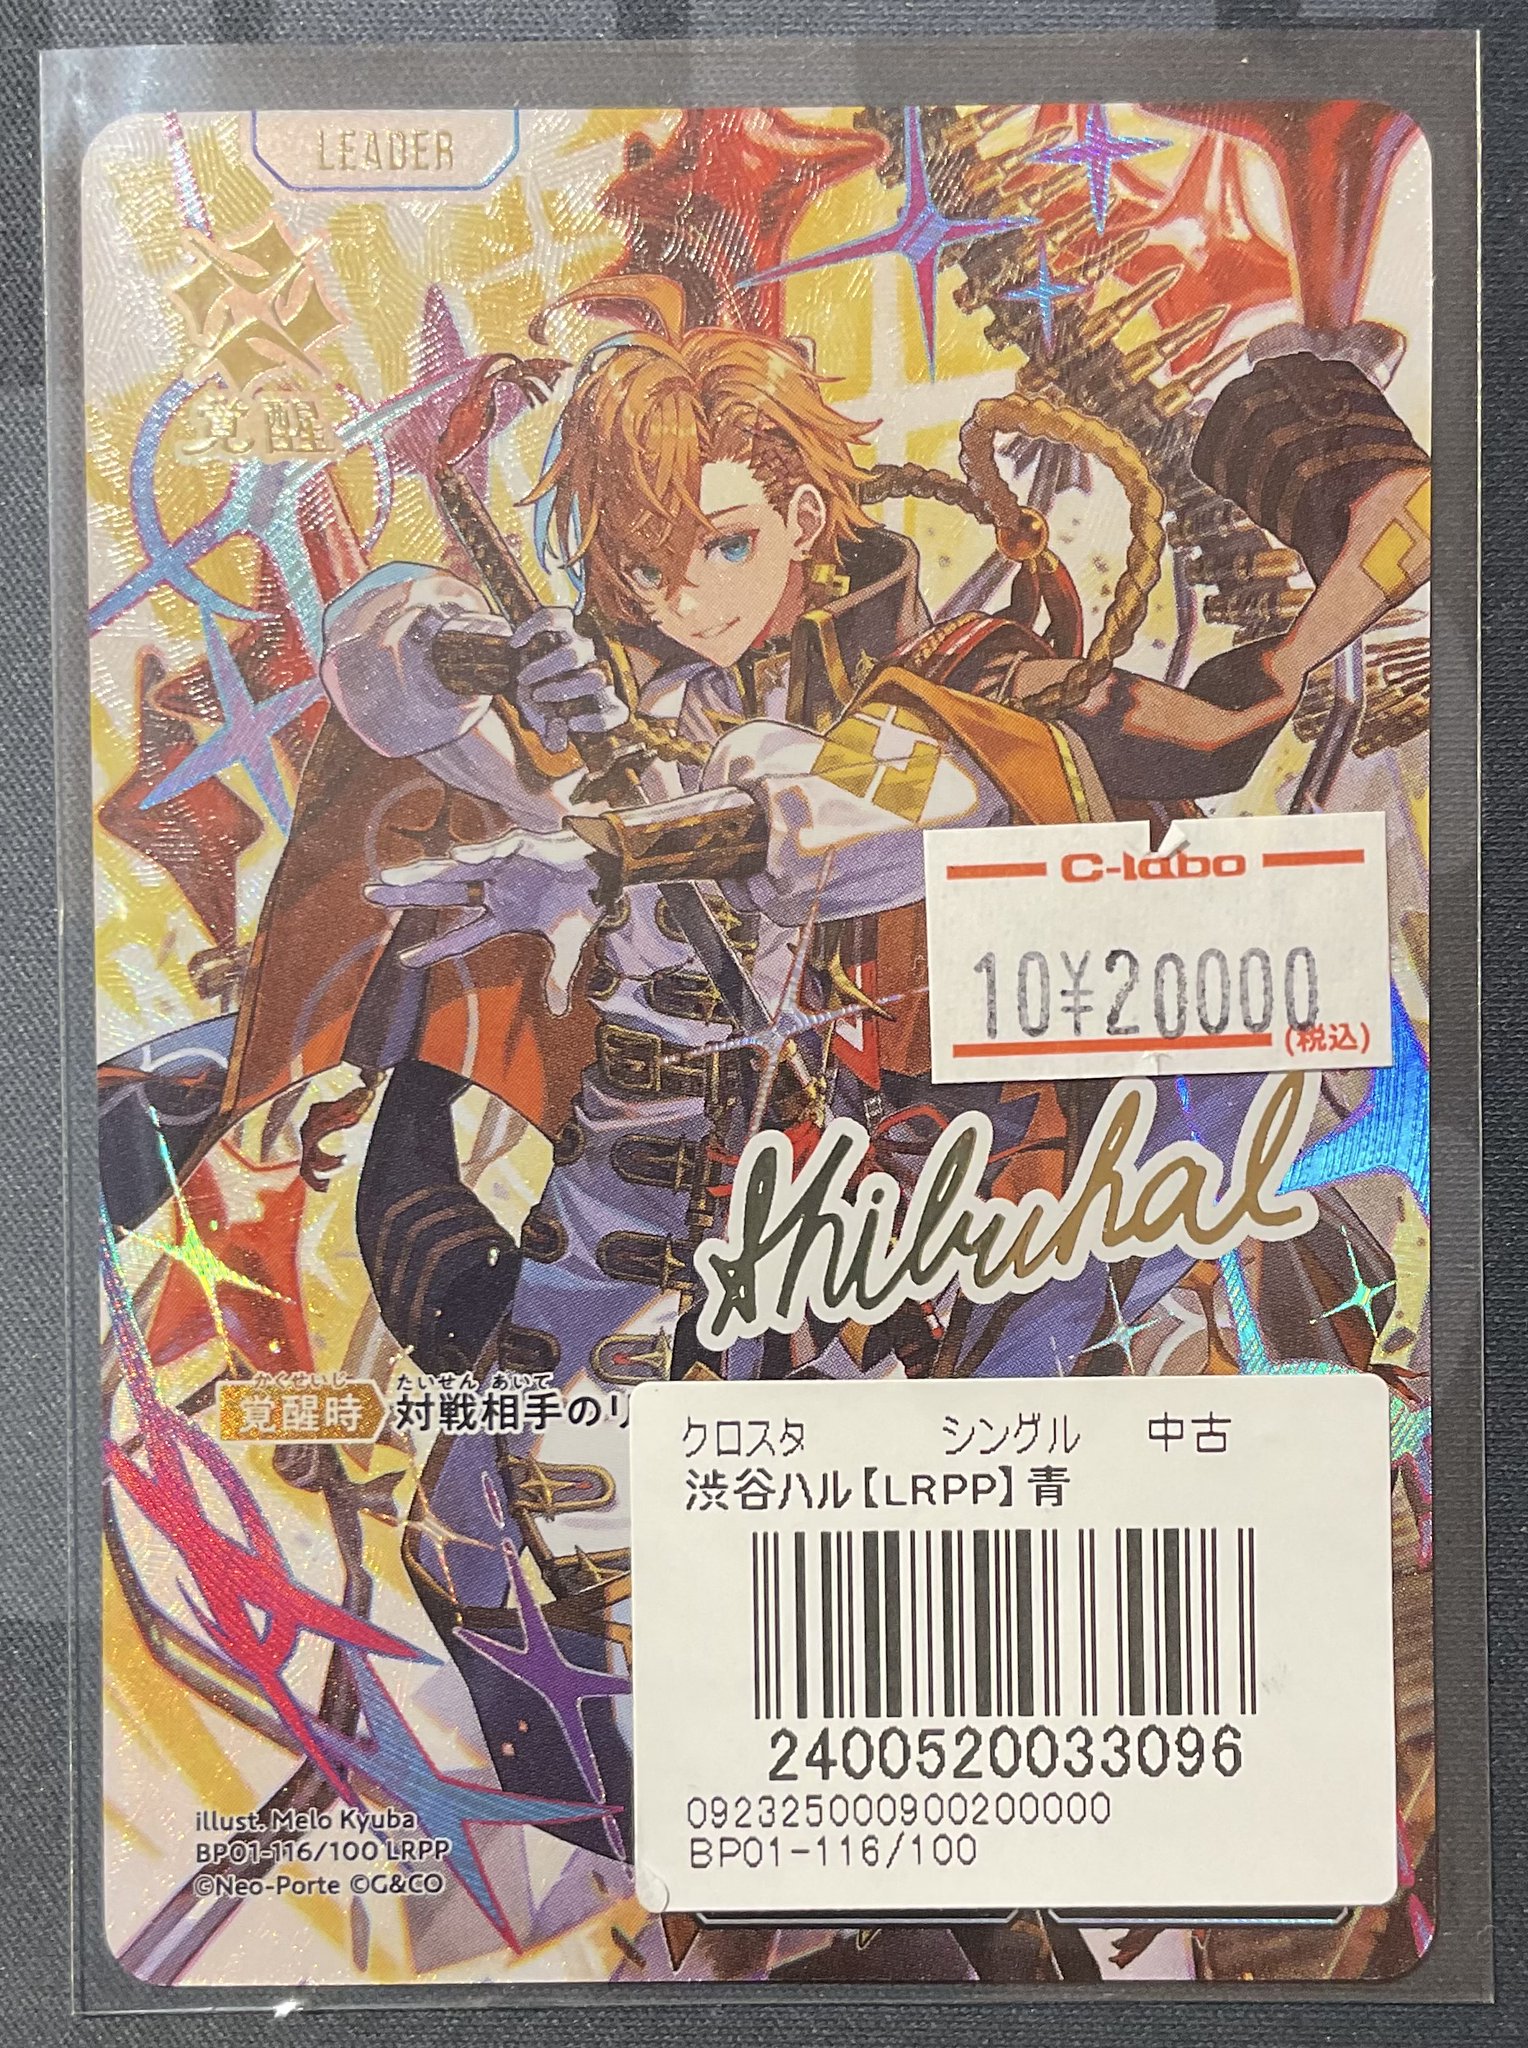 LEADER
覚醒
C-labo
10¥20000
(税込)
Shibuhal
かくせいじ たいせん あいて
覚醒時 対戦相手のリ
クロスタ シングル 中古
渋谷ハル【LRPP】青
2400520033096
092325000900200000
BP01-116/100
illust. Melo Kyuba
BP01-116/100 LRPP
©Neo-Porte ©G&CO